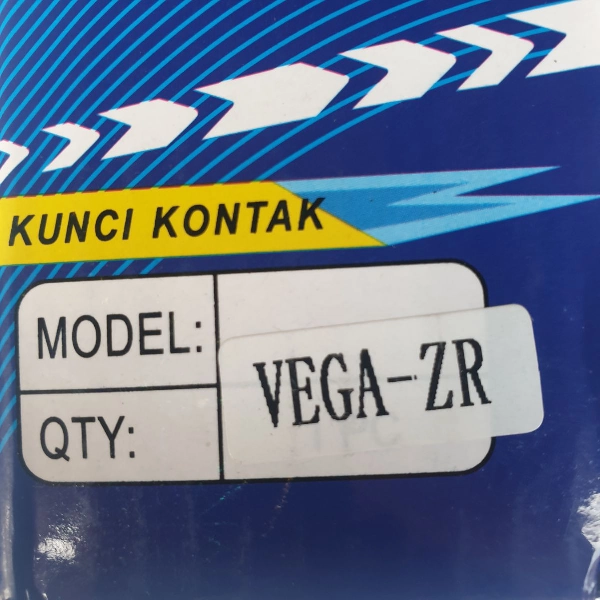 KUNCI KONTAK
MODEL:
VEGA-ZR
QTY: